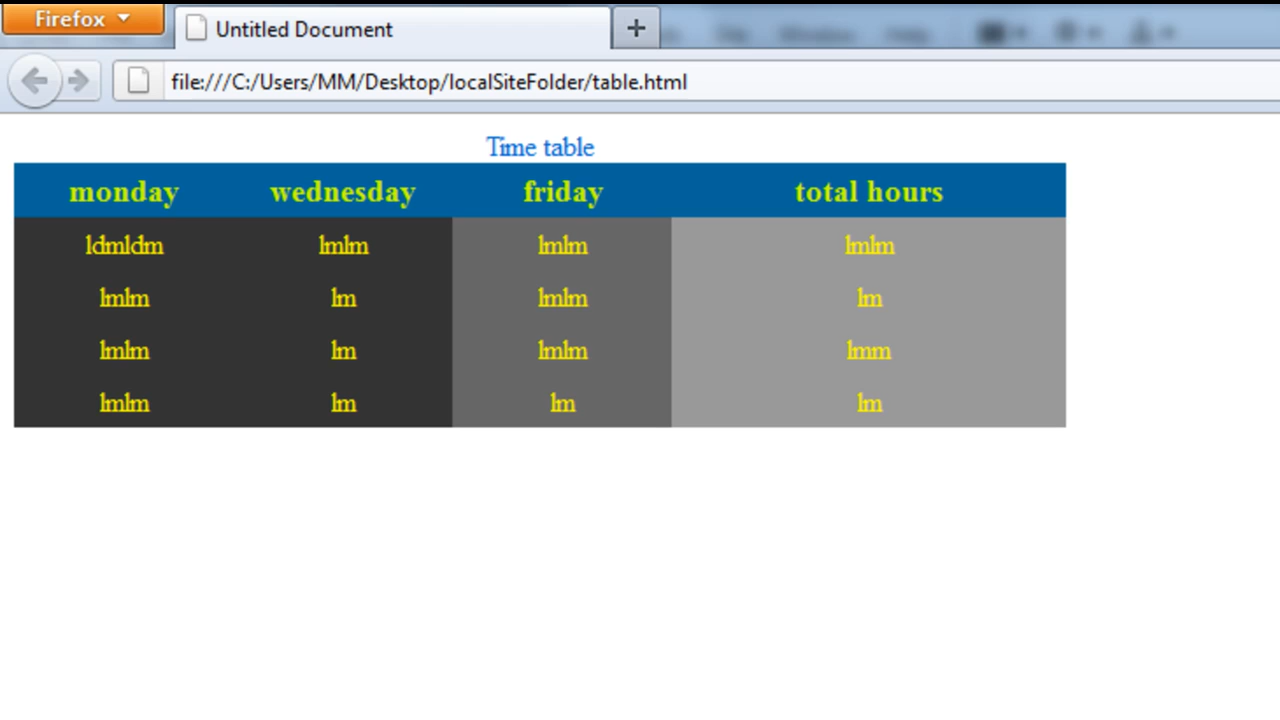 Firefox
Untitled Document
file:///C:/Users/MM/Desktop/localSiteFolder/table.html
Time table
monday wednesday friday total hours
ldmldm lmlm lmlm lmlm
lmlm lm lmlm lm
lmlm lm lmlm lmm
lmlm lm lm lm